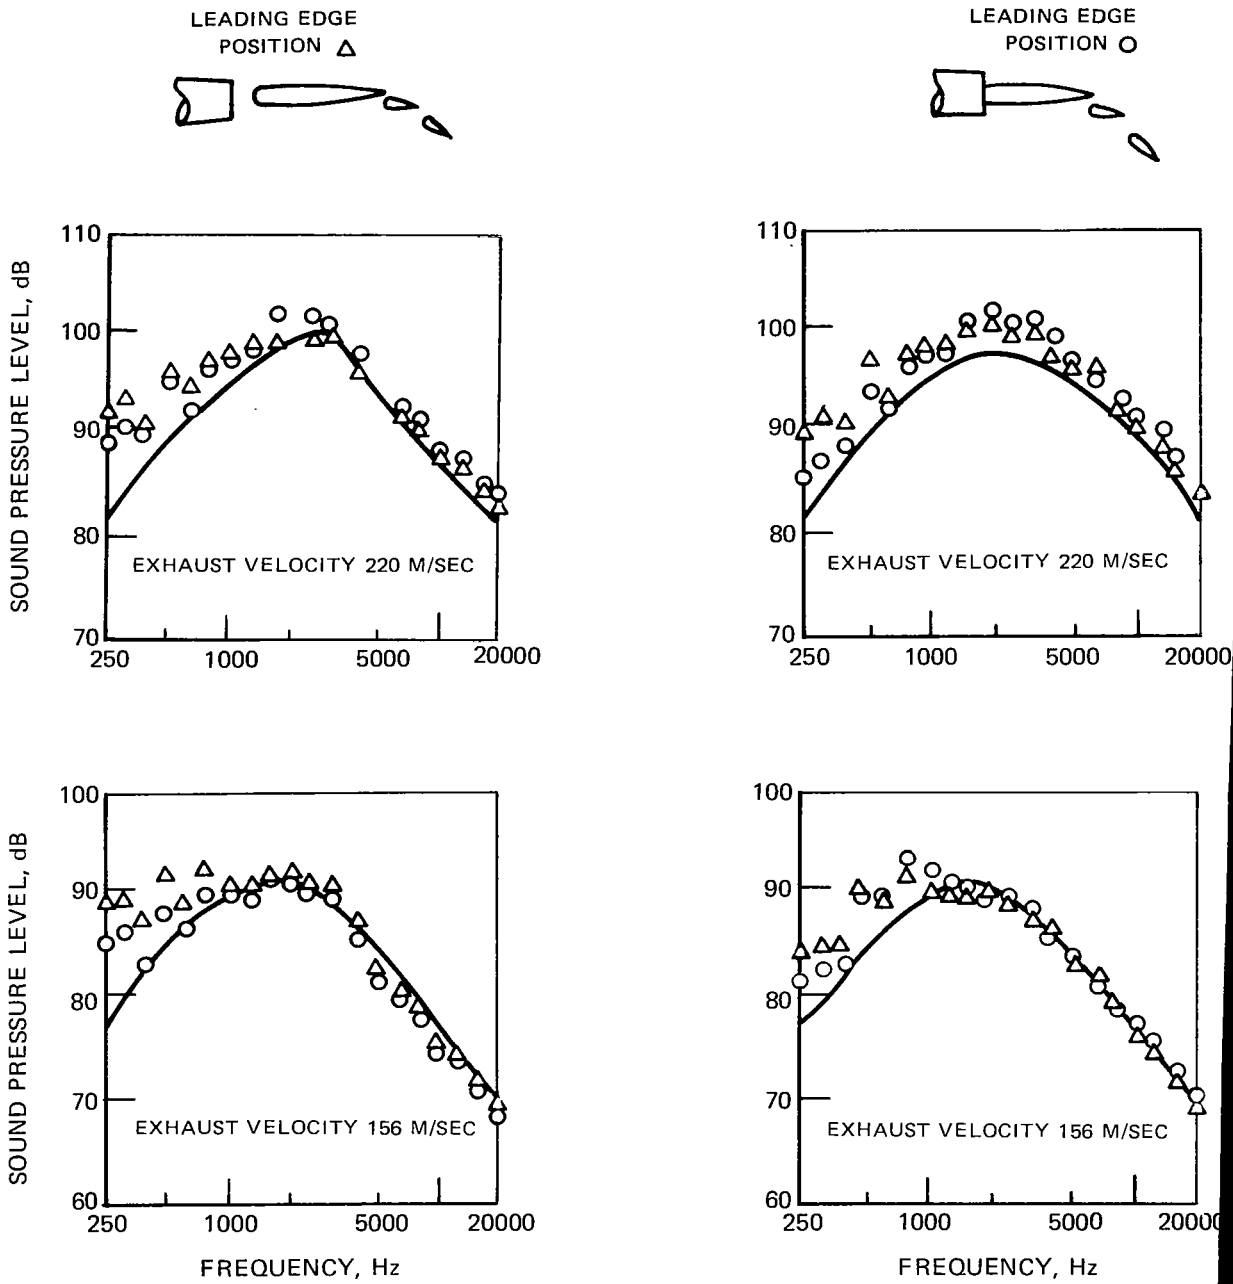 LEADING EDGE
POSITION △
LEADING EDGE
POSITION ○
SOUND PRESSURE LEVEL, dB
110
100
90
80
70
EXHAUST VELOCITY 220 M/SEC
250 1000 5000 20000
110
100
90
80
70
EXHAUST VELOCITY 220 M/SEC
250 1000 5000 20000
SOUND PRESSURE LEVEL, dB
100
90
80
70
60
EXHAUST VELOCITY 156 M/SEC
250 1000 5000 20000
FREQUENCY, Hz
100
90
80
70
60
EXHAUST VELOCITY 156 M/SEC
250 1000 5000 20000
FREQUENCY, Hz